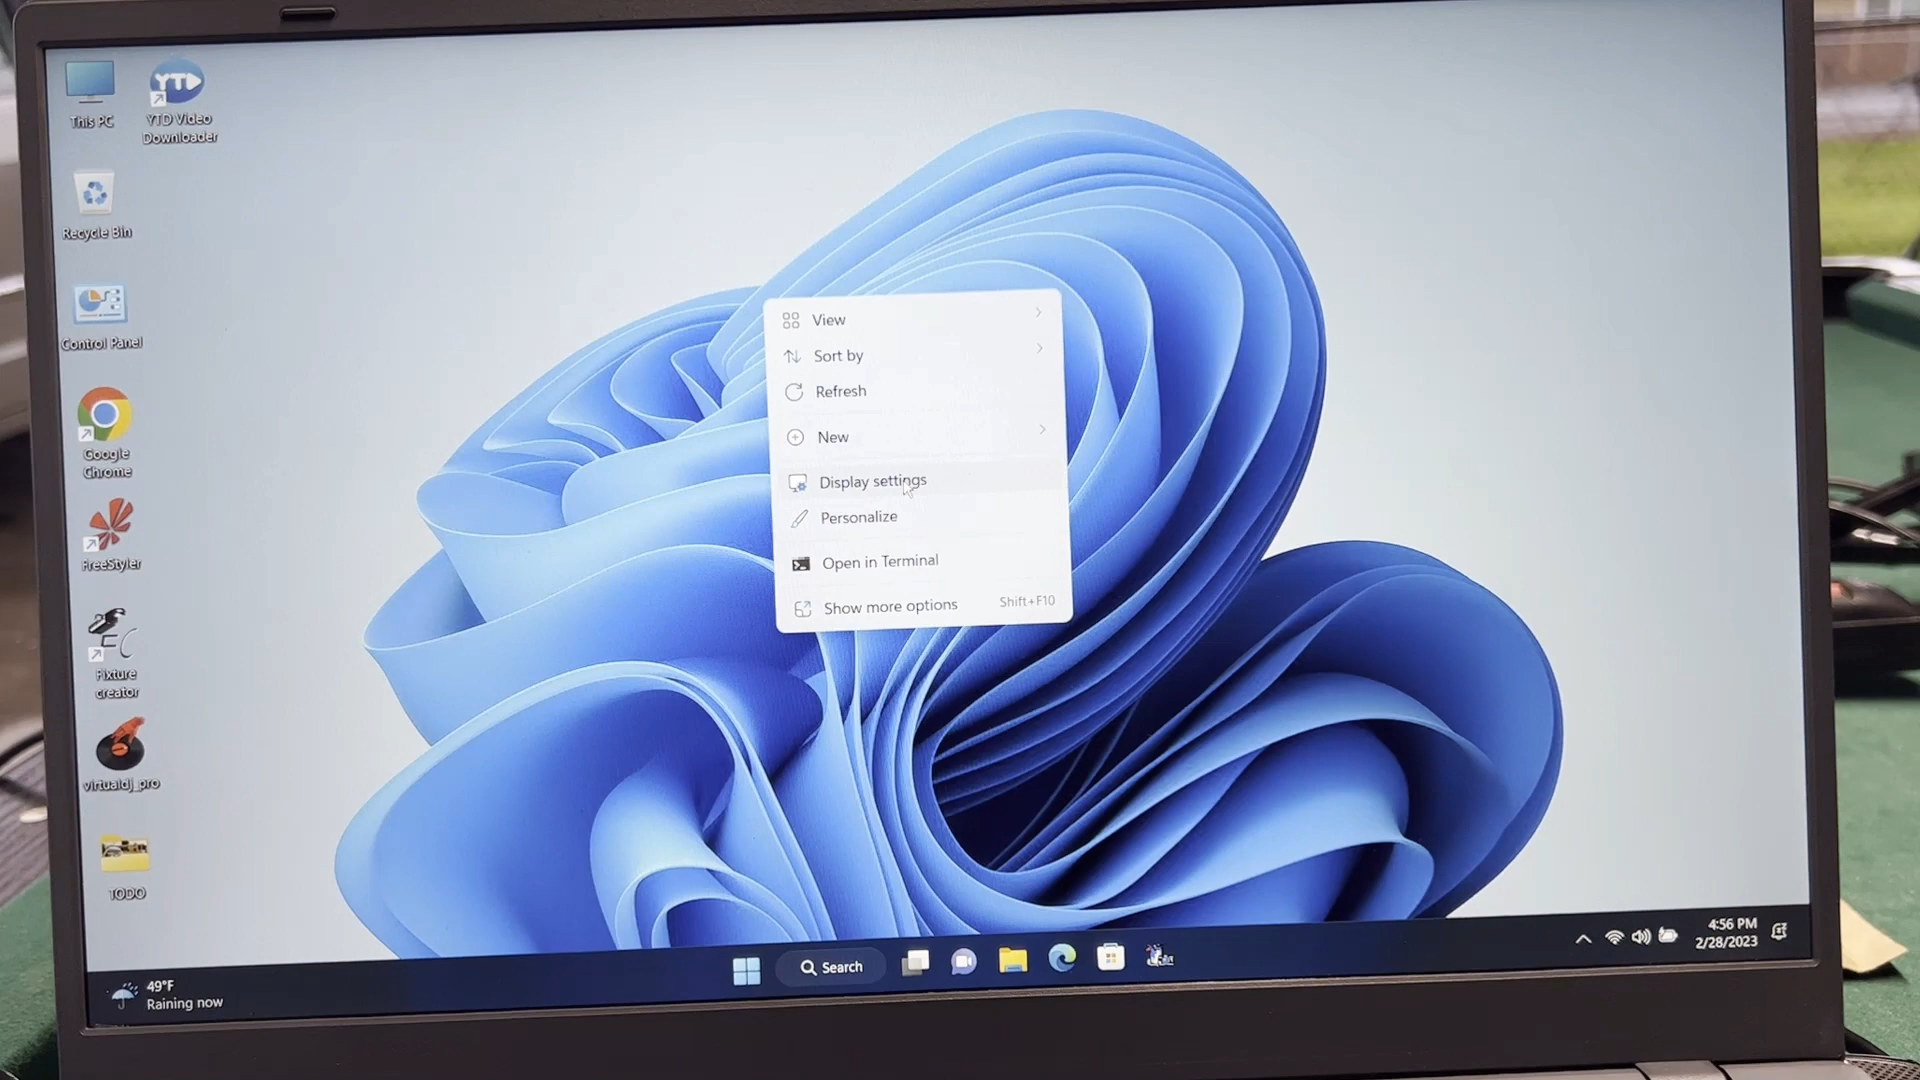 This PC
YTD
YTD Video
Downloader
Recycle Bin
Control Panel
Google
Chrome
FreeStyler
Fixture
creator
virtualdj_pro
TODO
View
Sort by
Refresh
New
Display settings
Personalize
Open in Terminal
Show more options Shift+F10
49°F
Raining now
Search
4:56 PM
2/28/2023